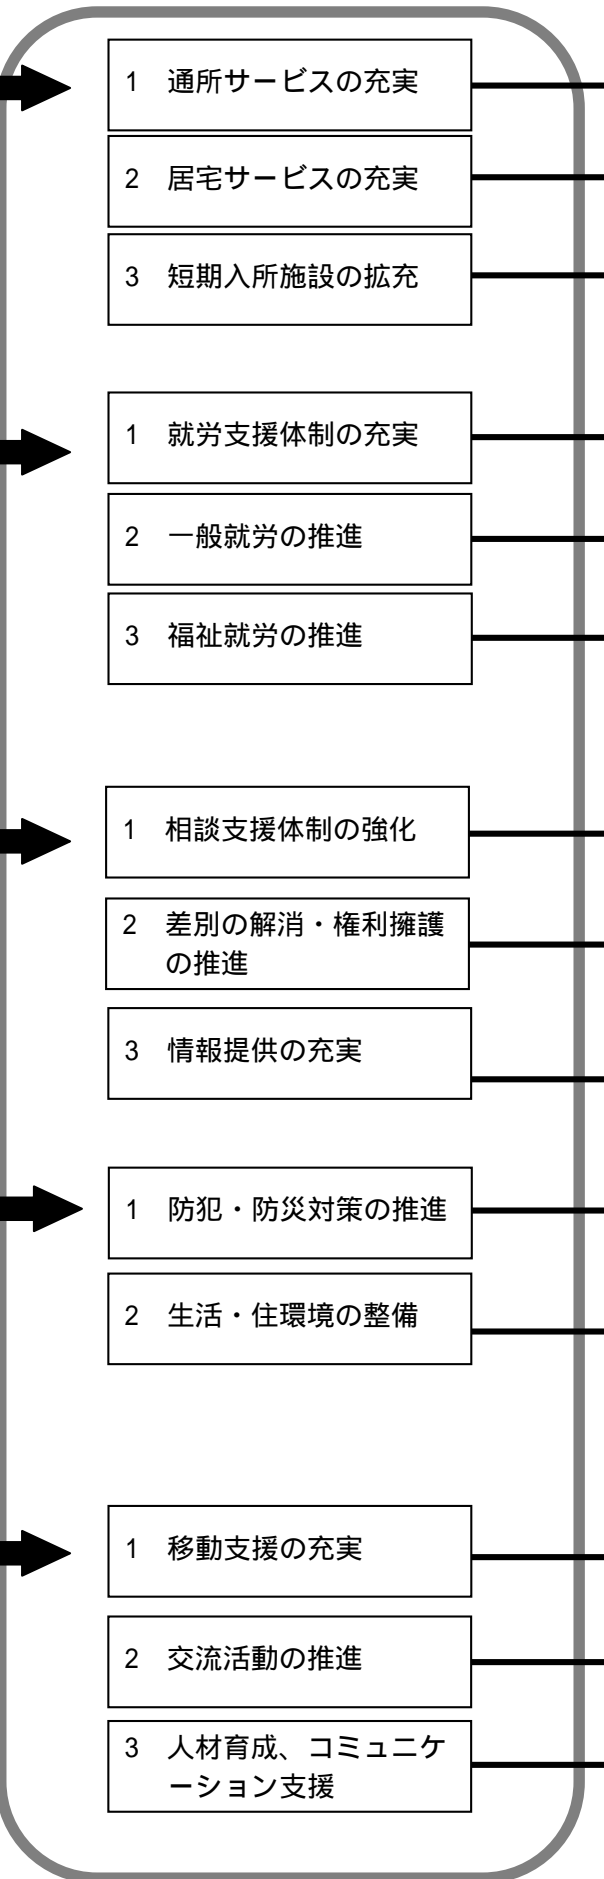 1 通所サービスの充実
2 居宅サービスの充実
3 短期入所施設の拡充
1 就労支援体制の充実
2 一般就労の推進
3 福祉就労の推進
1 相談支援体制の強化
2 差別の解消・権利擁護
の推進
3 情報提供の充実
1 防犯・防災対策の推進
2 生活・住環境の整備
1 移動支援の充実
2 交流活動の推進
3 人材育成、コミュニケ
ーション支援